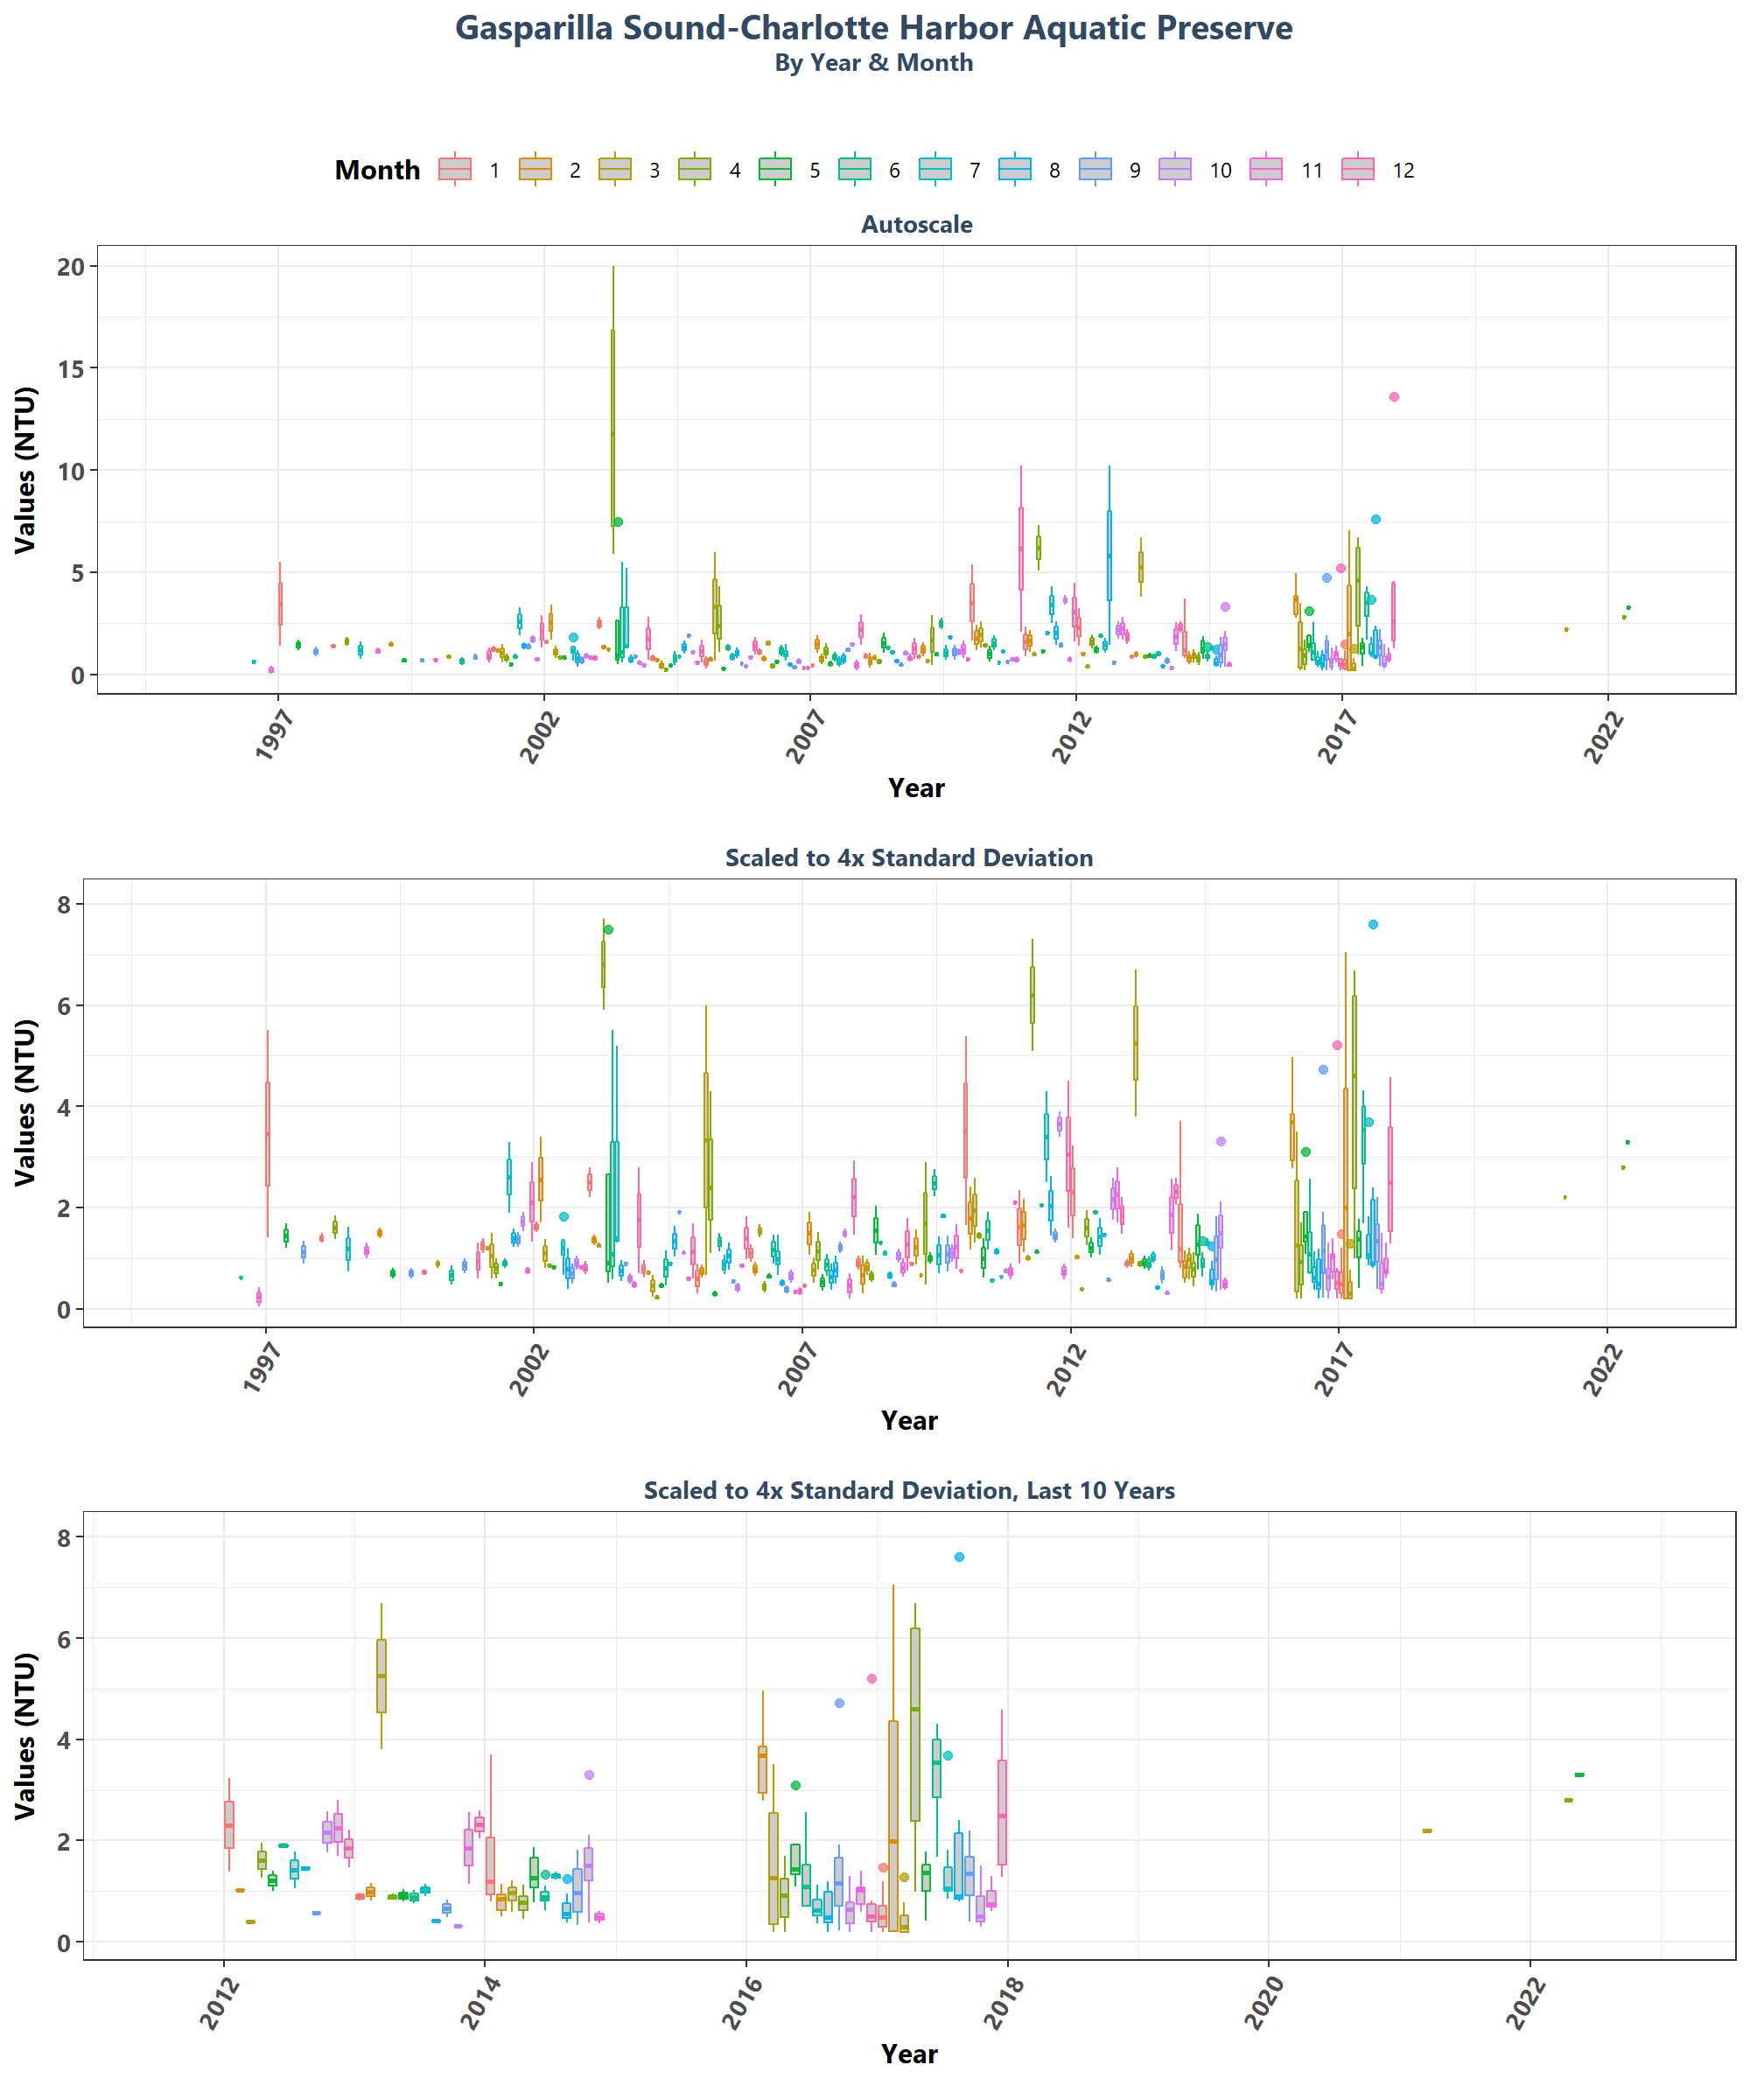 Gasparilla Sound-Charlotte Harbor Aquatic Preserve
By Year & Month
Month 1 2 3 4 5 6 7 8 9 10 11 12
Autoscale
Values (NTU)
20
15
10
5
0
1997 2002 2007 2012 2017 2022
Year
Scaled to 4x Standard Deviation
Values (NTU)
8
6
4
2
0
1997 2002 2007 2012 2017 2022
Year
Scaled to 4x Standard Deviation, Last 10 Years
Values (NTU)
8
6
4
2
0
2012 2014 2016 2018 2020 2022
Year